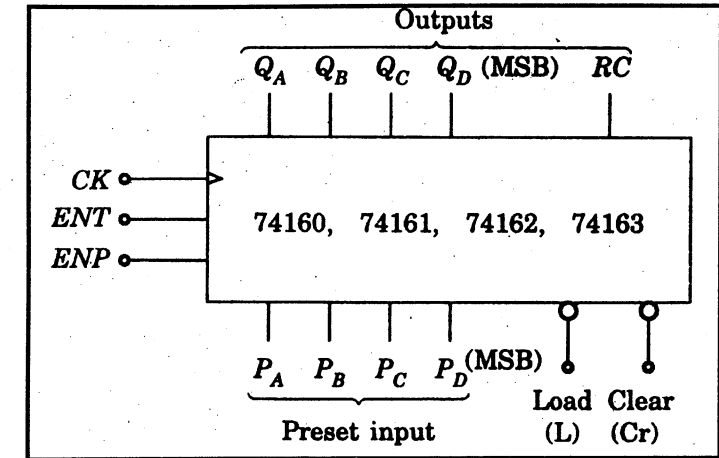 Outputs
Q_A Q_B Q_C Q_D (MSB) RC
CK
ENT
ENP
74160, 74161, 74162, 74163
P_A P_B P_C P_D (MSB)
Load Clear
(L) (Cr)
Preset input